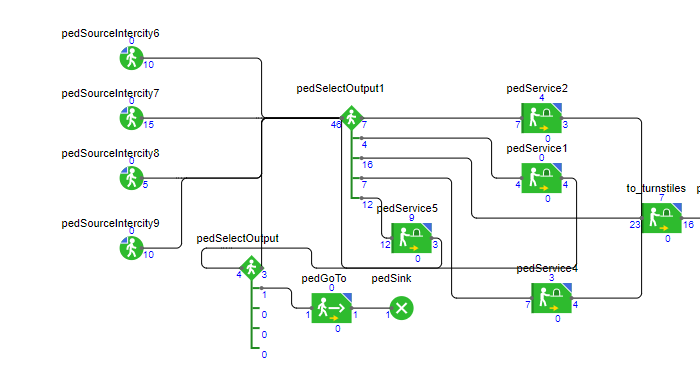 pedSourceIntercity6
0
10
pedSourceIntercity7
0
15
pedSourceIntercity8
0
5
pedSourceIntercity9
0
10
pedSelectOutput1
46 7
4
16
7
12
pedService2
4
7 3
0
pedService1
0
4 4
0
to_turnstiles
7
23 16
0
pedService5
9
12 3
0
pedSelectOutput
4 3
1
0
0
0
pedGoTo
0
1 1
0
pedSink
1
pedService4
3
7 4
0